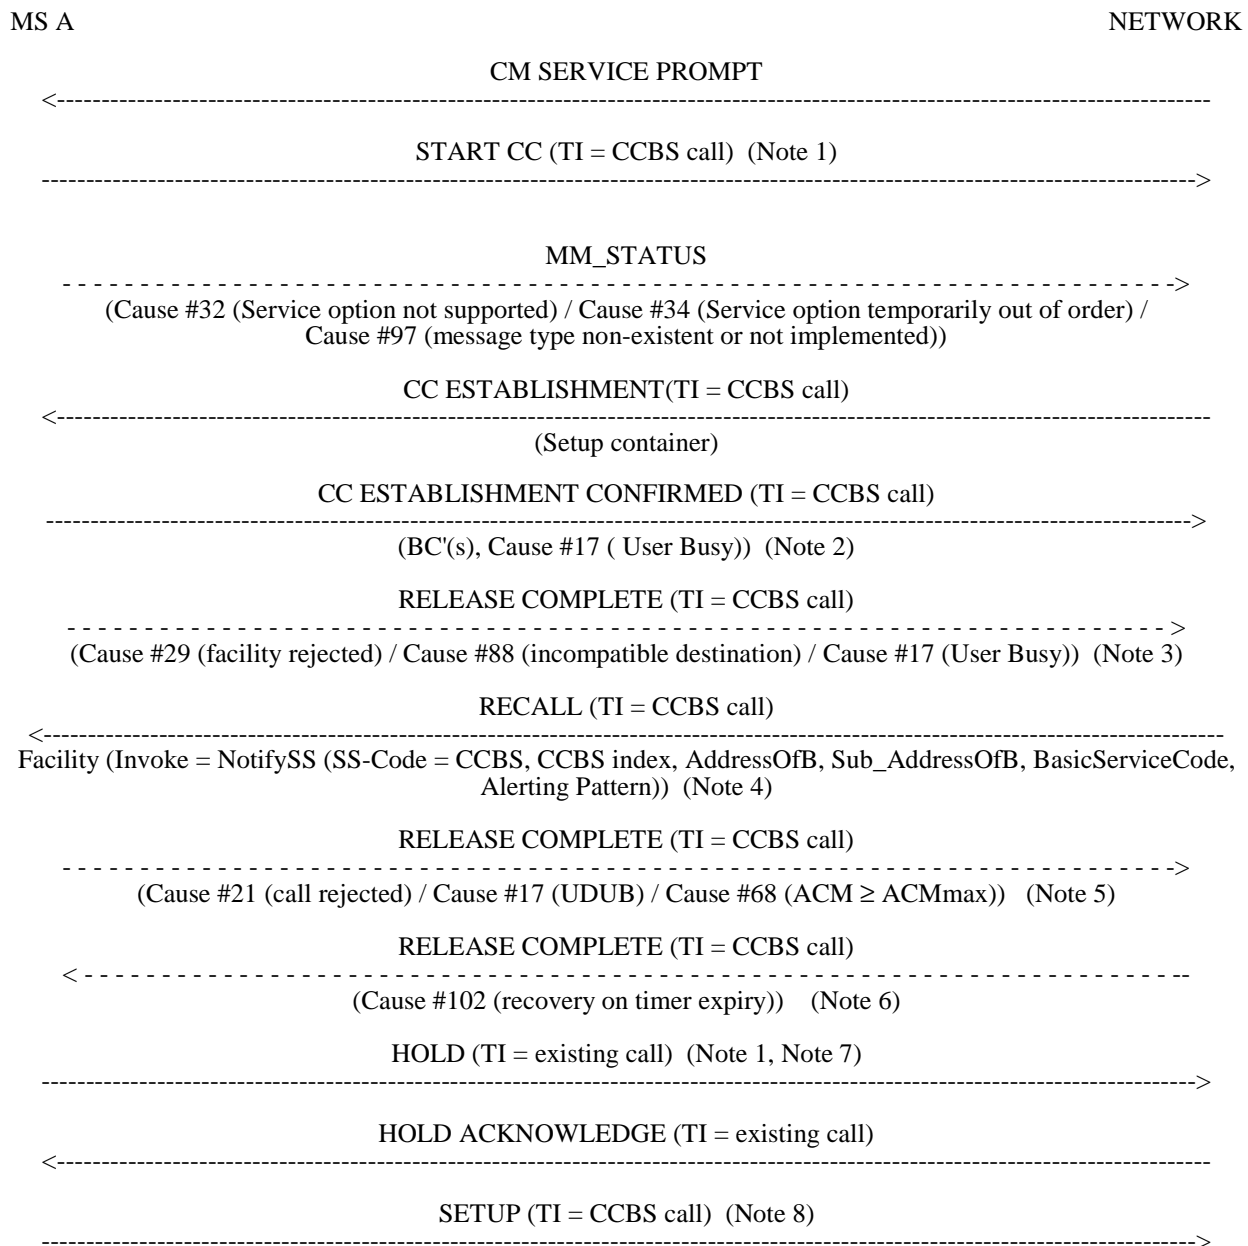 MS A NETWORK
CM SERVICE PROMPT
<----------------------------------------------------------------------
START CC (TI = CCBS call) (Note 1)
---------------------------------------------------------------------->
MM_STATUS
- - - - - - - - - - - - - - - - - - - - - - - - - - - - - - - - - - ->
(Cause #32 (Service option not supported) / Cause #34 (Service option temporarily out of order) /
Cause #97 (message type non-existent or not implemented))
CC ESTABLISHMENT(TI = CCBS call)
<----------------------------------------------------------------------
(Setup container)
CC ESTABLISHMENT CONFIRMED (TI = CCBS call)
---------------------------------------------------------------------->
(BC'(s), Cause #17 ( User Busy)) (Note 2)
RELEASE COMPLETE (TI = CCBS call)
- - - - - - - - - - - - - - - - - - - - - - - - - - - - - - - - - - - >
(Cause #29 (facility rejected) / Cause #88 (incompatible destination) / Cause #17 (User Busy)) (Note 3)
RECALL (TI = CCBS call)
<----------------------------------------------------------------------
Facility (Invoke = NotifySS (SS-Code = CCBS, CCBS index, AddressOfB, Sub_AddressOfB, BasicServiceCode,
Alerting Pattern)) (Note 4)
RELEASE COMPLETE (TI = CCBS call)
- - - - - - - - - - - - - - - - - - - - - - - - - - - - - - - - - - ->
(Cause #21 (call rejected) / Cause #17 (UDUB) / Cause #68 (ACM ≥ ACMmax)) (Note 5)
RELEASE COMPLETE (TI = CCBS call)
< - - - - - - - - - - - - - - - - - - - - - - - - - - - - - - - - - --
(Cause #102 (recovery on timer expiry)) (Note 6)
HOLD (TI = existing call) (Note 1, Note 7)
---------------------------------------------------------------------->
HOLD ACKNOWLEDGE (TI = existing call)
<----------------------------------------------------------------------
SETUP (TI = CCBS call) (Note 8)
---------------------------------------------------------------------->